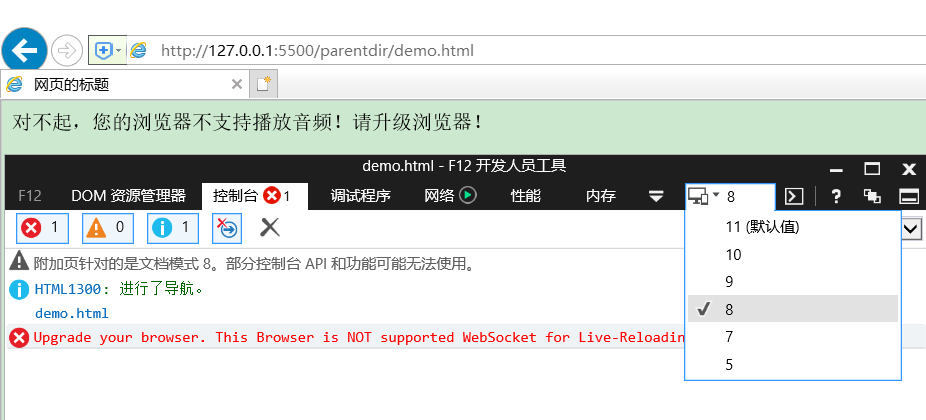 http://127.0.0.1:5500/parentdir/demo.html
网页的标题
对不起，您的浏览器不支持播放音频！请升级浏览器！
demo.html - F12 开发人员工具
F12 DOM 资源管理器 控制台 1 调试程序 网络 性能 内存 8
1 0 1
11 (默认值)
10
9
8
7
5
附加页针对的是文档模式 8。部分控制台 API 和功能可能无法使用。
HTML1300: 进行了导航。
demo.html
Upgrade your browser. This Browser is NOT supported WebSocket for Live-Reloadin